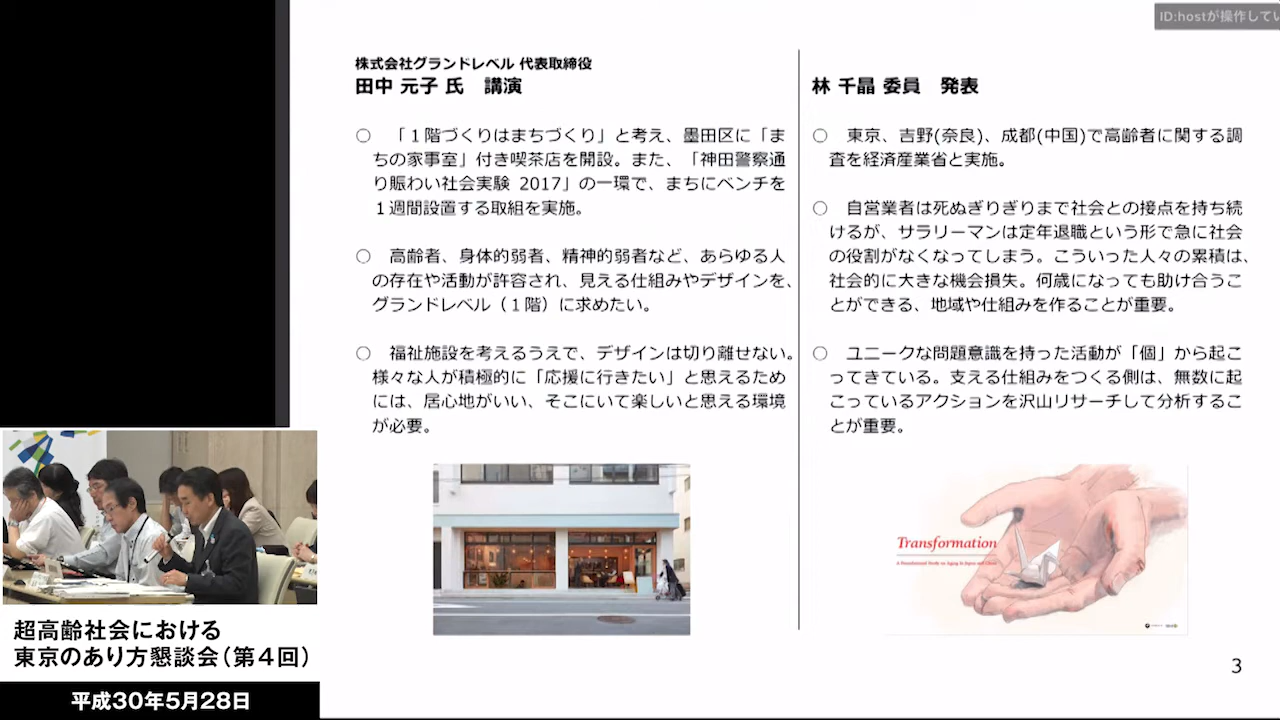 ID:hostが操作してい
株式会社グランドレベル 代表取締役
田中 元子 氏　講演
○　「１階づくりはまちづくり」と考え、墨田区に「ま
ちの家事室」付き喫茶店を開設。また、「神田警察通
り賑わい社会実験 2017」の一環で、まちにベンチを
１週間設置する取組を実施。
○　高齢者、身体的弱者、精神的弱者など、あらゆる人
の存在や活動が許容され、見える仕組みやデザインを、
グランドレベル（１階）に求めたい。
○　福祉施設を考えるうえで、デザインは切り離せない。
様々な人が積極的に「応援に行きたい」と思えるため
には、居心地がいい、そこにいて楽しいと思える環境
が必要。
林 千晶 委員　発表
○　東京、吉野(奈良)、成都(中国)で高齢者に関する調
査を経済産業省と実施。
○　自営業者は死ぬぎりぎりまで社会との接点を持ち続
けるが、サラリーマンは定年退職という形で急に社会
の役割がなくなってしまう。こういった人々の累積は、
社会的に大きな機会損失。何歳になっても助け合うこ
とができる、地域や仕組みを作ることが重要。
○　ユニークな問題意識を持った活動が「個」から起こ
ってきている。支える仕組みをつくる側は、無数に起
こっているアクションを沢山リサーチして分析するこ
とが重要。
Transformation
3
超高齢社会における
東京のあり方懇談会（第４回）
平成30年5月28日